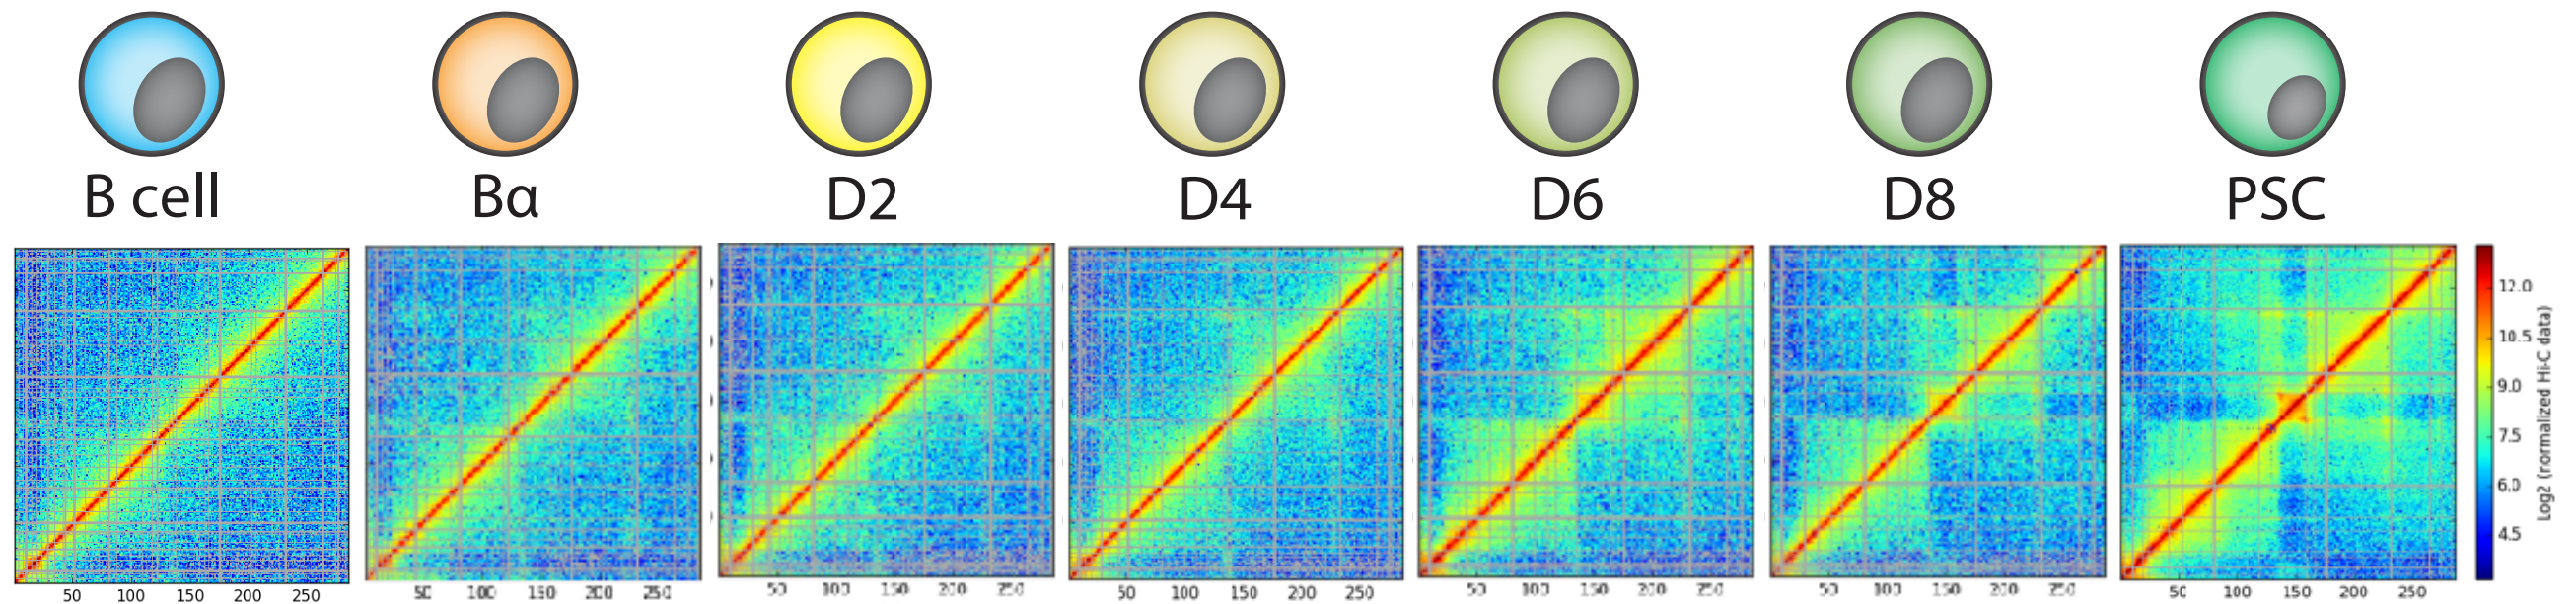 B cell
Bα
D2
D4
D6
D8
PSC
12.0
10.5
9.0
7.5
6.0
4.5
Log2 (normalized Hi-C data)
50 100 150 200 250
50 100 150 200 250
50 100 150 200 250
50 100 150 200 250
50 100 150 200 250
50 100 150 200 250
50 100 150 200 250